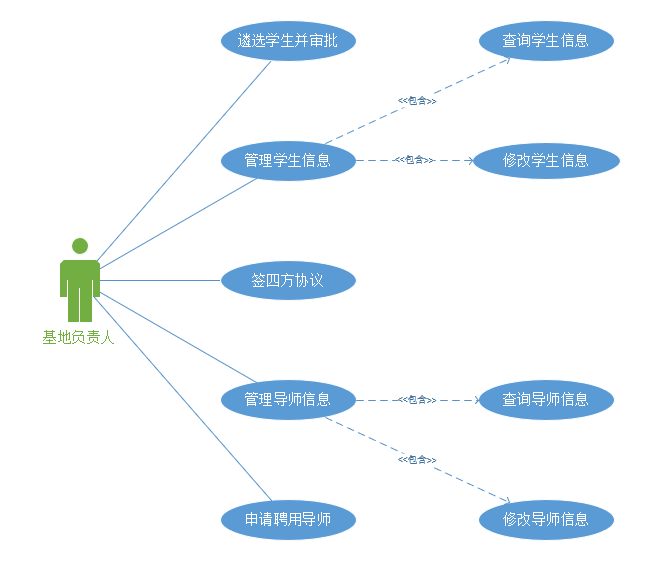 遴选学生并审批
查询学生信息
<<包含>>
管理学生信息
<<包含>>
修改学生信息
签四方协议
基地负责人
管理导师信息
<<包含>>
查询导师信息
<<包含>>
申请聘用导师
修改导师信息